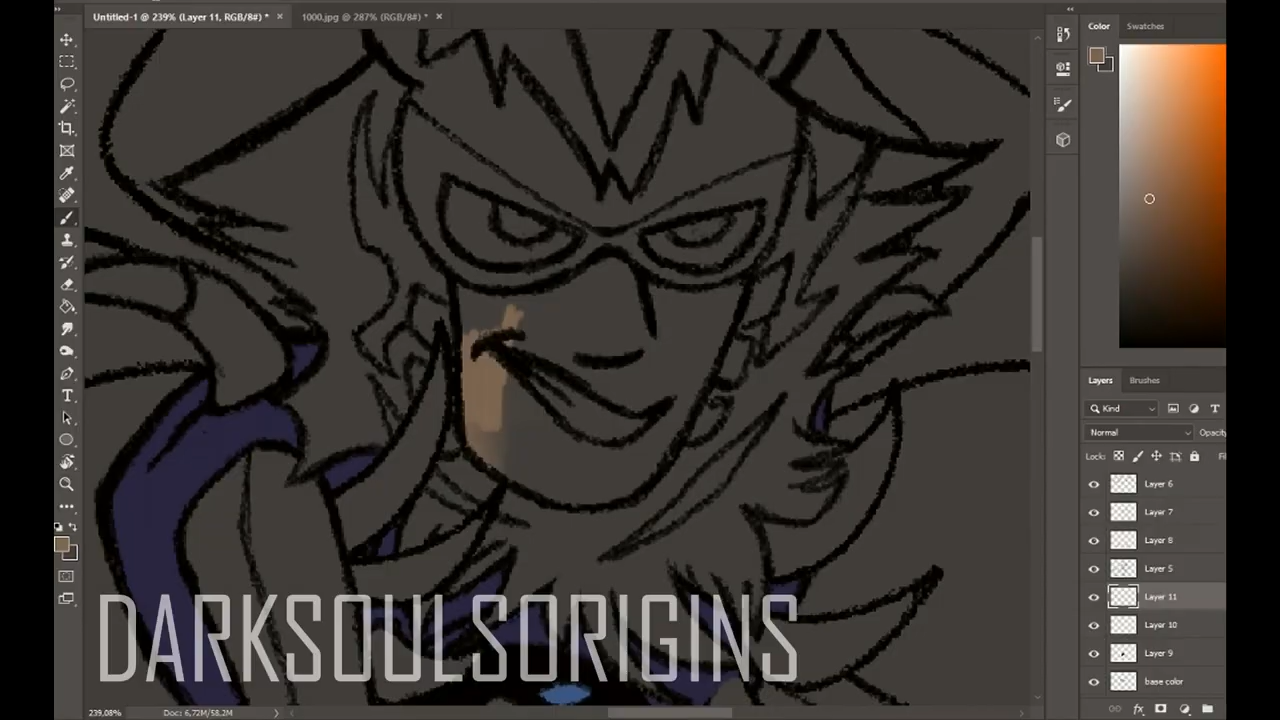 Untitled-1 @ 239% (Layer 11, RGB/8#) *
1000.jpg @ 287% (RGB/8#) *
Color
Swatches
Layers
Brushes
Kind
Normal
Opacity
Lock:
Fi
Layer 6
Layer 7
Layer 8
Layer 5
Layer 11
Layer 10
Layer 9
base color
DARKSOULSORIGINS
239,08%
Doc: 6,72M/58,2M